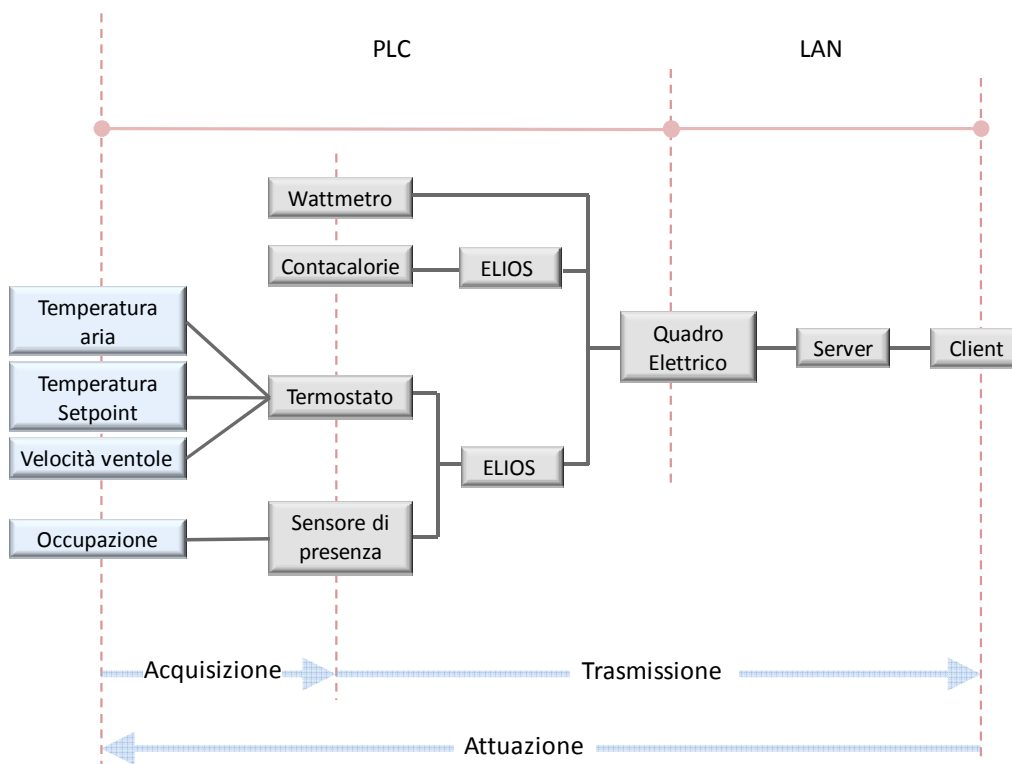 PLC
LAN
Wattmetro
Contacalorie
ELIOS
Temperatura
aria
Temperatura
Setpoint
Velocità ventole
Occupazione
Termostato
Sensore di
presenza
ELIOS
Quadro
Elettrico
Server
Client
Acquisizione
Trasmissione
Attuazione